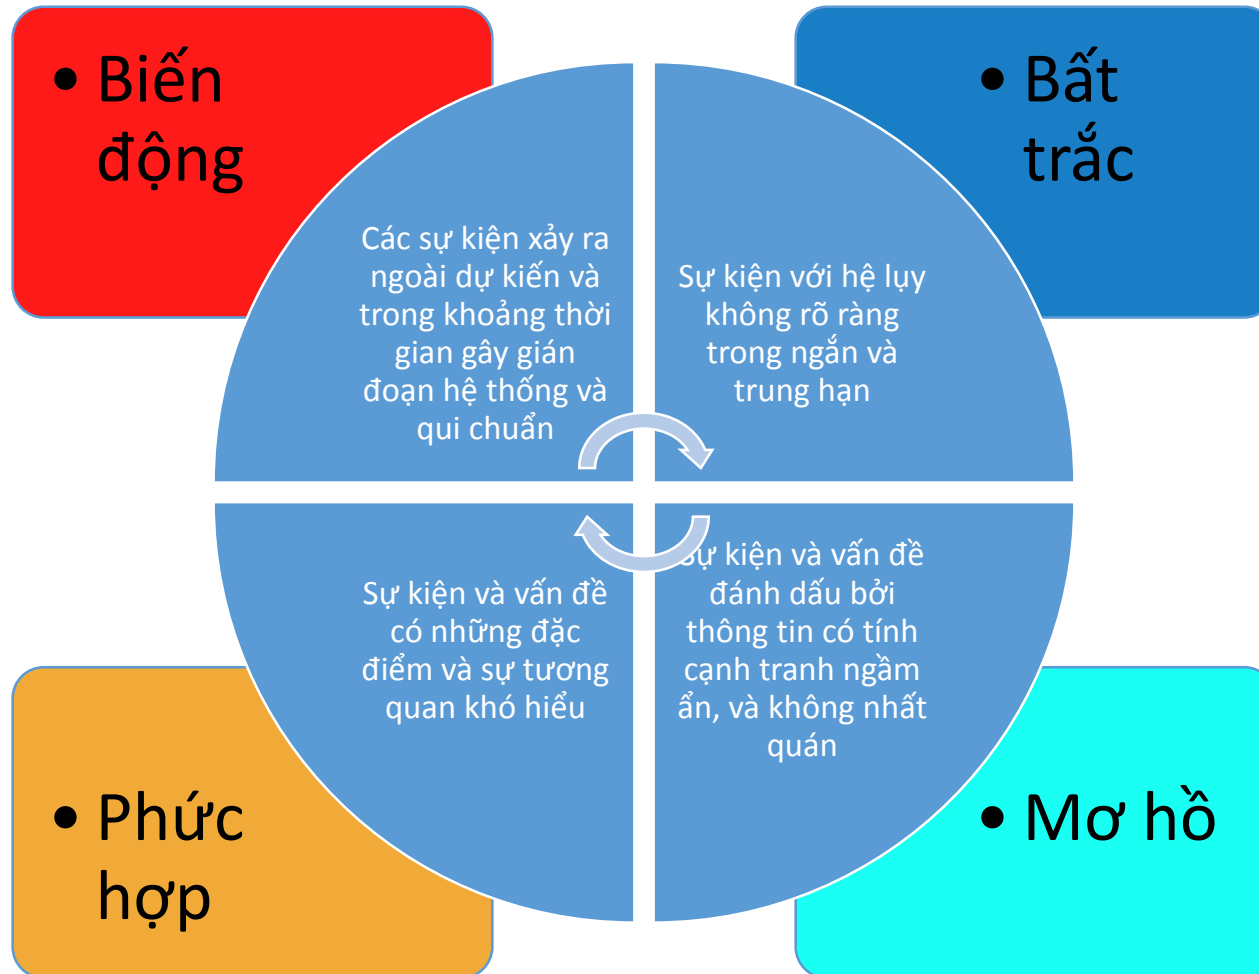 • Biến
động
Các sự kiện xảy ra
ngoài dự kiến và
trong khoảng thời
gian gây gián
đoạn hệ thống và
qui chuẩn
• Bất
trắc
Sự kiện với hệ lụy
không rõ ràng
trong ngắn và
trung hạn
• Phức
hợp
Sự kiện và vấn đề
có những đặc
điểm và sự tương
quan khó hiểu
• Mơ hồ
Sự kiện và vấn đề
đánh dấu bởi
thông tin có tính
cạnh tranh ngầm
ẩn, và không nhất
quán